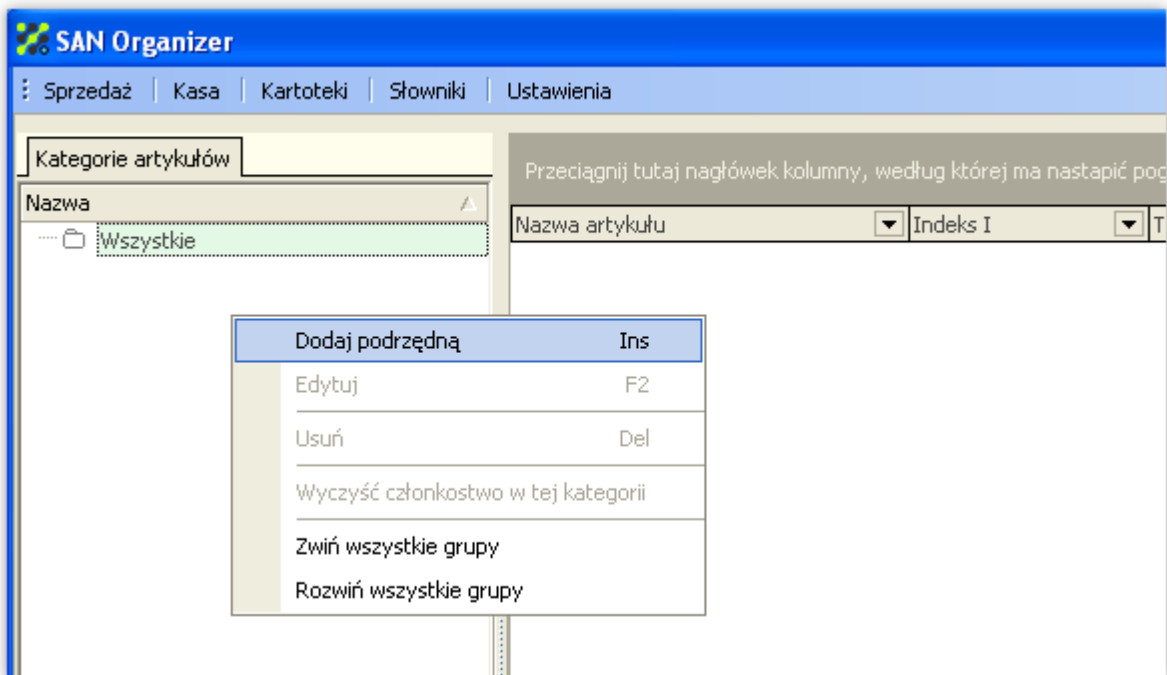 SAN Organizer
Sprzedaż Kasa Kartoteki Słowniki Ustawienia
Kategorie artykułów
Przeciągnij tutaj nagłówek kolumny, według której ma nastapić pog
Nazwa
Nazwa artykułu Indeks I T
Wszystkie
Dodaj podrzędną Ins
Edytuj F2
Usuń Del
Wyczyść członkostwo w tej kategorii
Zwiń wszystkie grupy
Rozwiń wszystkie grupy